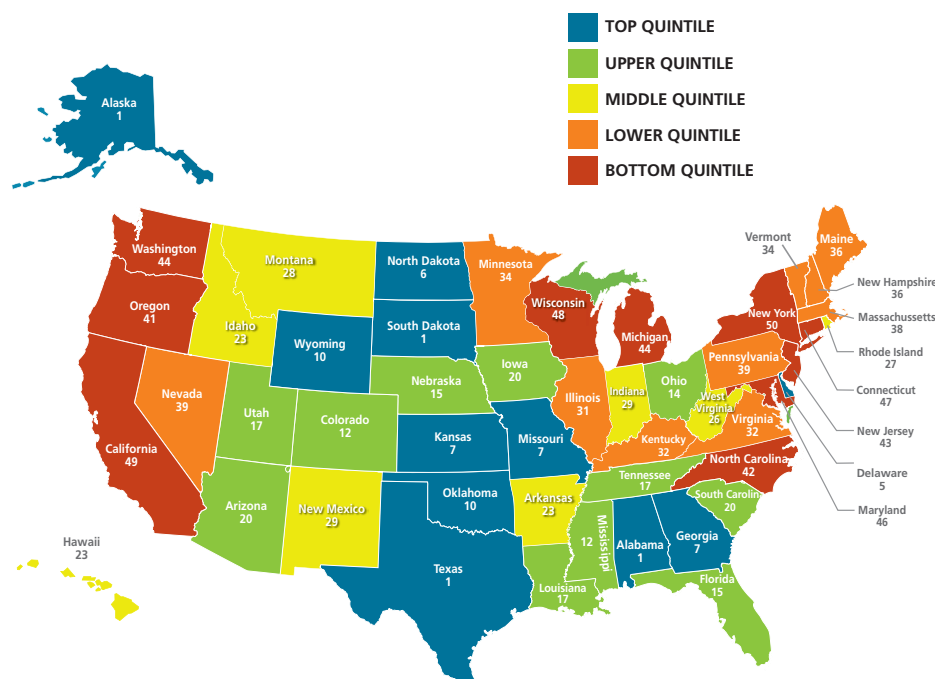 TOP QUINTILE
UPPER QUINTILE
MIDDLE QUINTILE
LOWER QUINTILE
BOTTOM QUINTILE
Alaska
1
Washington
44
Oregon
41
California
49
Nevada
39
Idaho
23
Montana
28
Wyoming
10
Utah
17
Colorado
12
Arizona
20
New Mexico
29
North Dakota
6
South Dakota
1
Nebraska
15
Kansas
7
Oklahoma
10
Texas
1
Minnesota
34
Iowa
20
Missouri
7
Arkansas
23
Louisiana
17
Wisconsin
48
Illinois
31
Michigan
44
Indiana
29
Ohio
14
Kentucky
32
Tennessee
17
Mississippi
12
Alabama
1
Georgia
7
Florida
15
South Carolina
20
North Carolina
42
Virginia
32
West
Virginia
26
Pennsylvania
39
New York
50
Vermont
34
Maine
36
New Hampshire
36
Massachusetts
38
Rhode Island
27
Connecticut
47
New Jersey
43
Delaware
5
Maryland
46
Hawaii
23